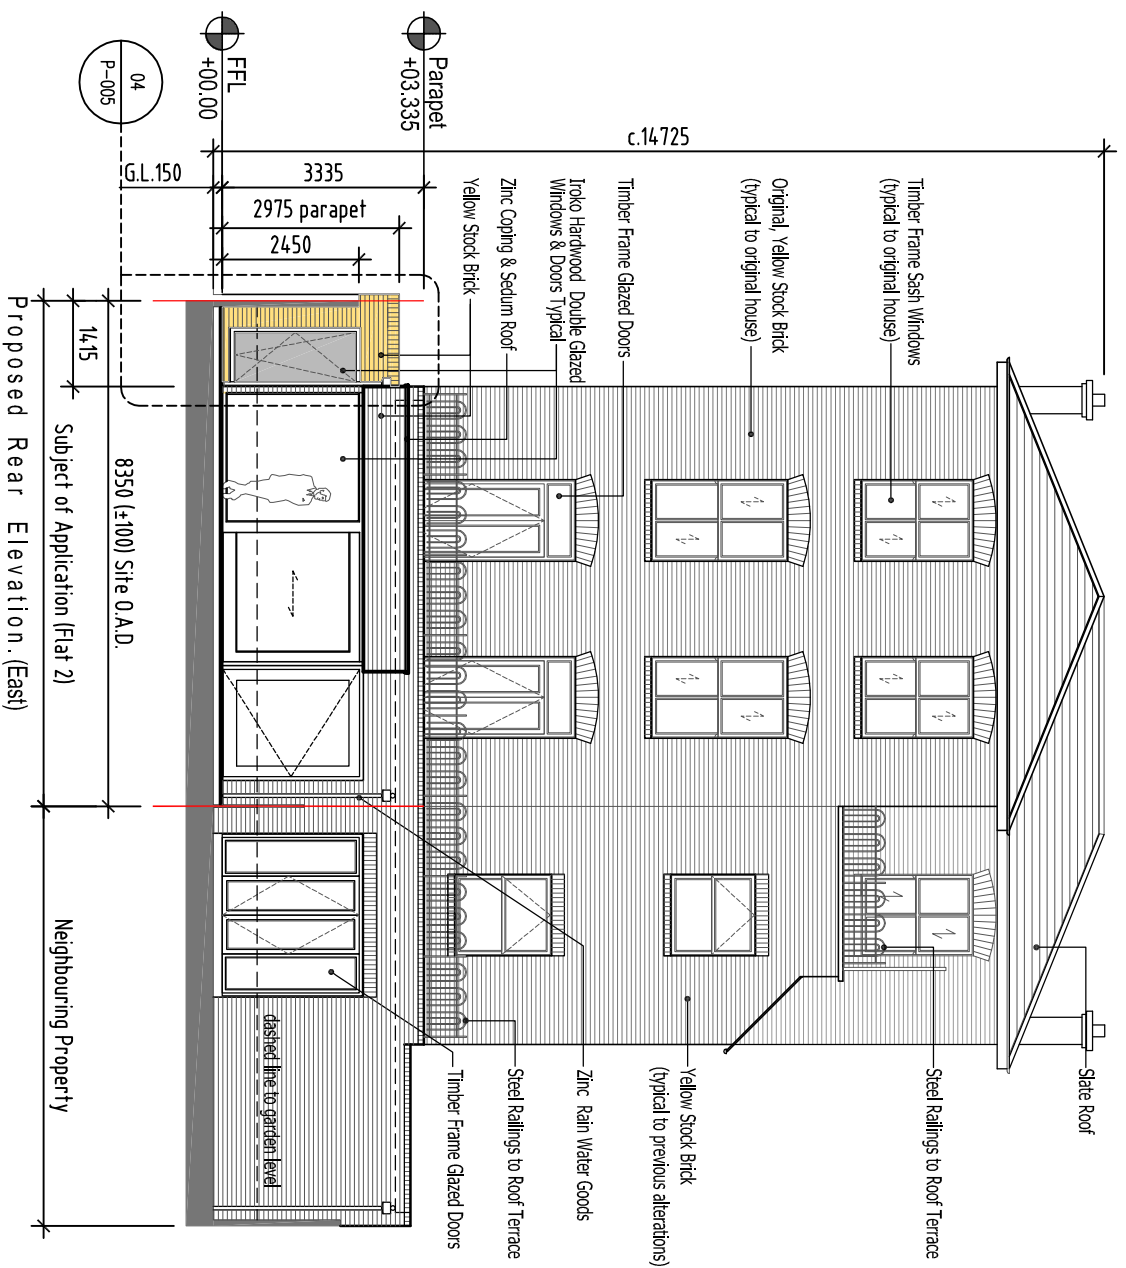 Slate Roof
Steel Railings to Roof Terrace
Yellow Stock Brick
(typical to previous alterations)
Zinc Rain Water Goods
Steel Railings to Roof Terrace
Timber Frame Glazed Doors
dashed line to garden level
Timber Frame Sash Windows
(typical to original house)
Original, Yellow Stock Brick
(typical to original house)
Timber Frame Glazed Doors
Iroko Hardwood Double Glazed
Windows & Doors Typical
Zinc Coping & Sedum Roof
Yellow Stock Brick
c.14725
Parapet
+03.335
FFL
+00.00
3335
2975 parapet
2450
G.L.150
04
P-005
1415
8350 (±100) Site O.A.D.
Subject of Application (Flat 2)
Neighbouring Property
Proposed Rear Elevation. (East)